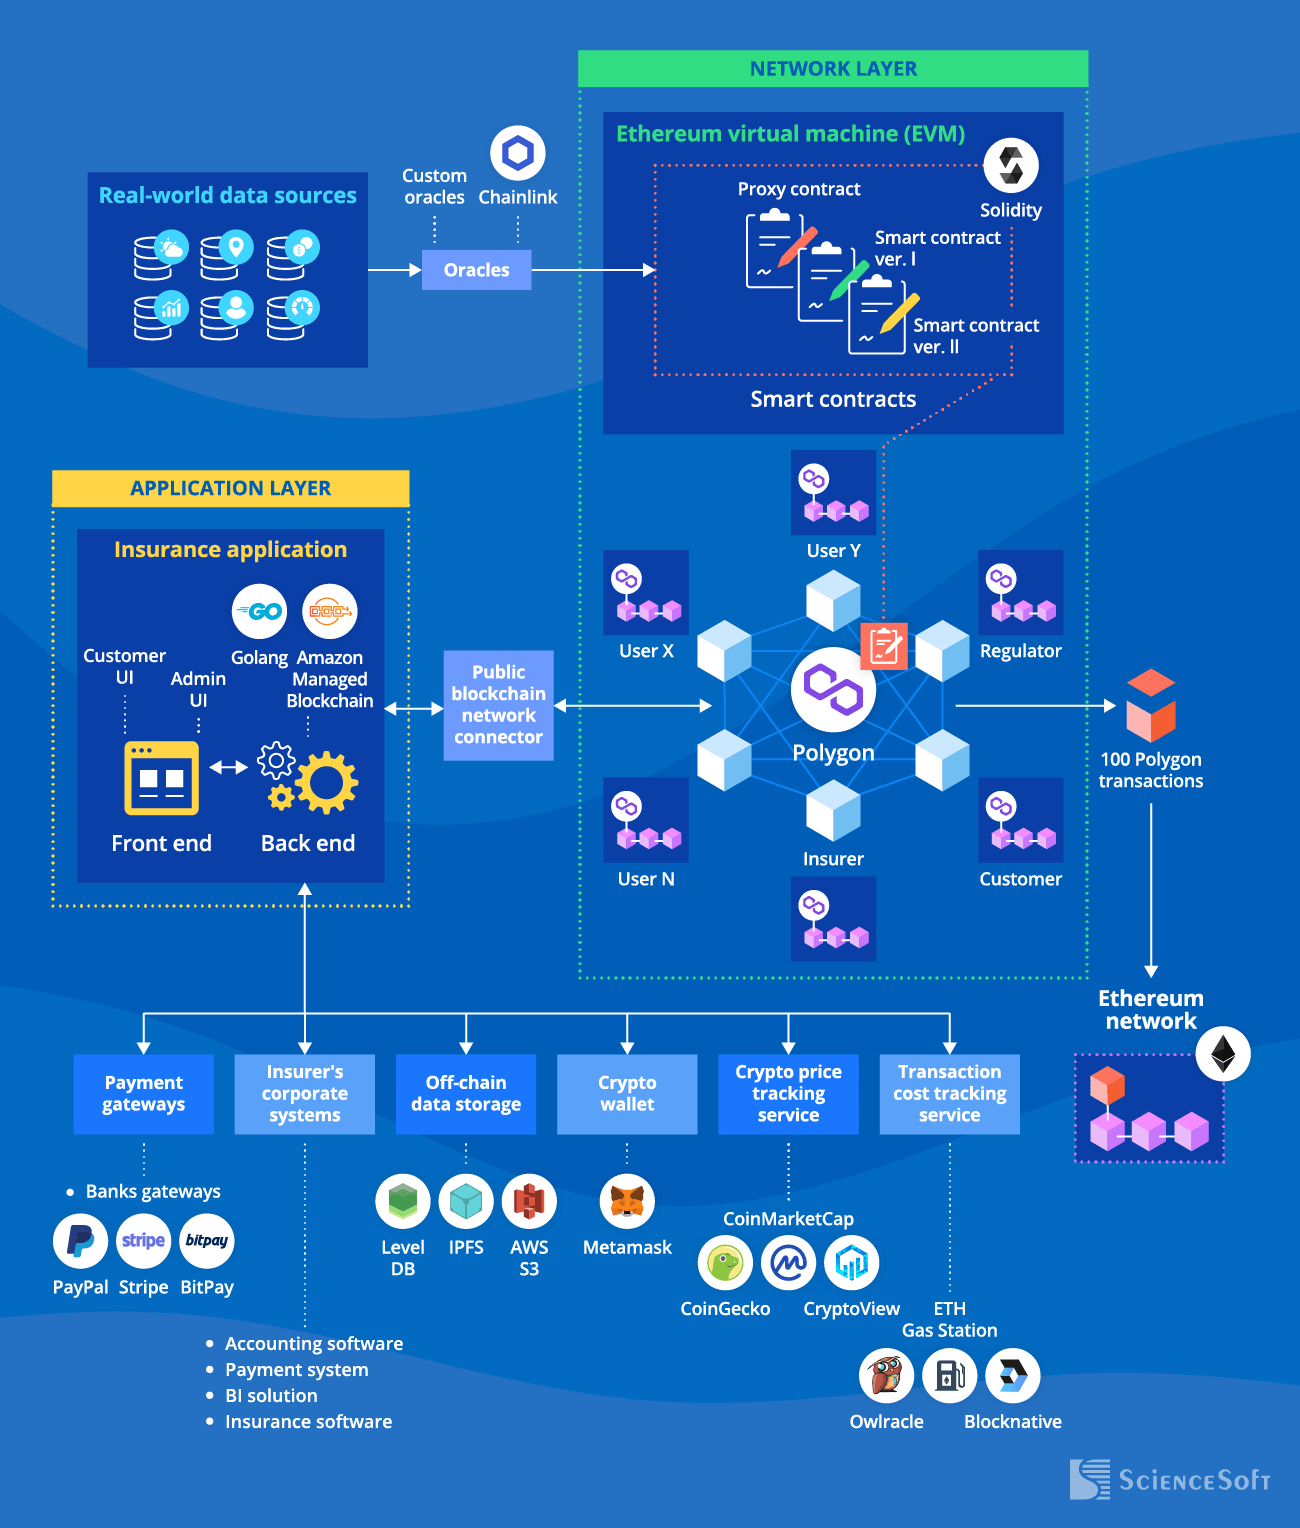 NETWORK LAYER
Ethereum virtual machine (EVM)
Proxy contract
Solidity
Smart contract
ver. I
Smart contract
ver. II
Smart contracts
Real-world data sources
Custom
oracles
Chainlink
Oracles
APPLICATION LAYER
Insurance application
GO
Golang
Amazon
Managed
Blockchain
Customer
UI
Admin
UI
Front end
Back end
Public
blockchain
network
connector
User Y
User X
Regulator
Polygon
User N
Insurer
Customer
100 Polygon
transactions
Ethereum
network
Payment
gateways
Insurer's
corporate
systems
Off-chain
data storage
Crypto
wallet
Crypto price
tracking
service
Transaction
cost tracking
service
• Banks gateways
stripe
bitpay
PayPal
Stripe
BitPay
• Accounting software
• Payment system
• BI solution
• Insurance software
Level
DB
IPFS
AWS
S3
Metamask
CoinMarketCap
CoinGecko
CryptoView
ETH
Gas Station
Owlracle
Blocknative
ScienceSoft